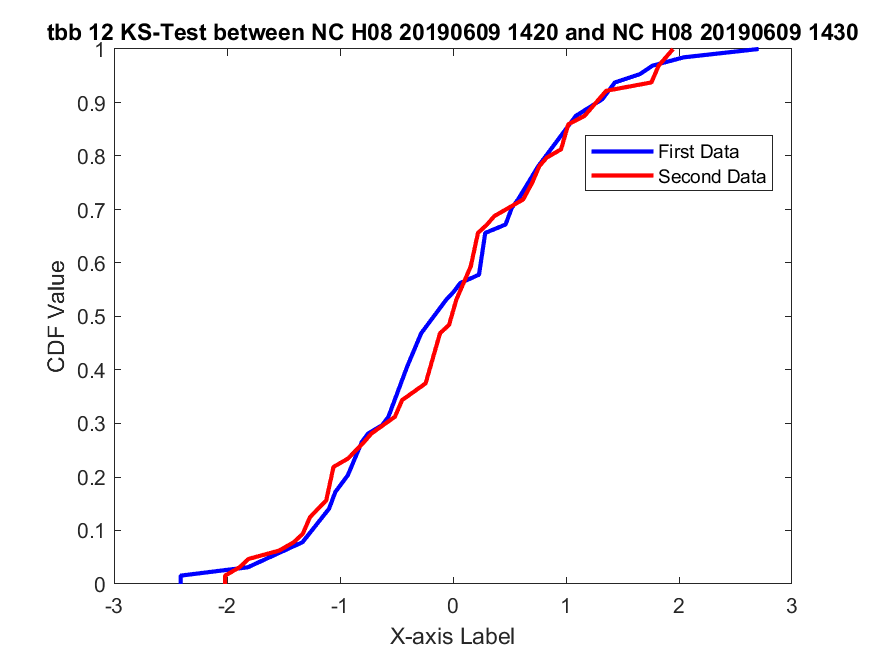 tbb 12 KS-Test between NC H08 20190609 1420 and NC H08 20190609 1430
1
0.9
0.8
0.7
0.6
0.5
0.4
0.3
0.2
0.1
0
CDF Value
First Data
Second Data
-3 -2 -1 0 1 2 3
X-axis Label